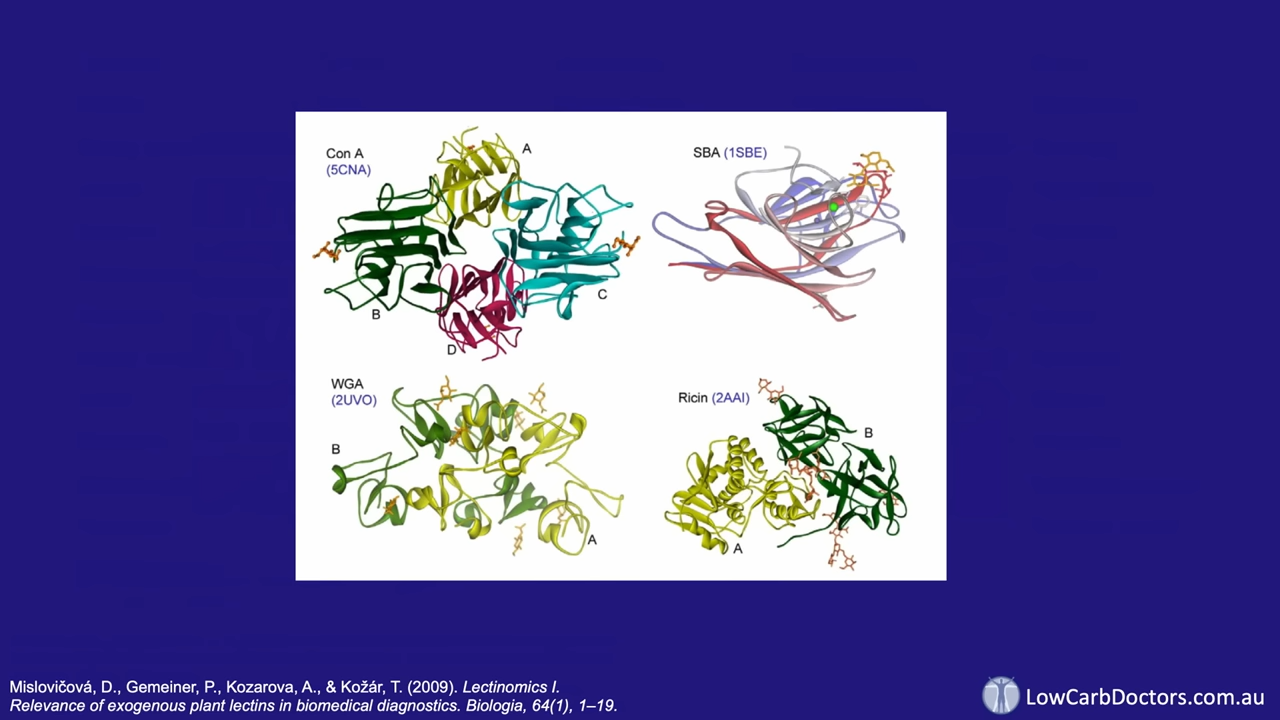 Con A
(5CNA)
A
B
C
D
SBA (1SBE)
WGA
(2UVO)
B
A
Ricin (2AAI)
B
A
Mislovičová, D., Gemeiner, P., Kozarova, A., & Kožár, T. (2009). Lectinomics I.
Relevance of exogenous plant lectins in biomedical diagnostics. Biologia, 64(1), 1–19.
LowCarbDoctors.com.au